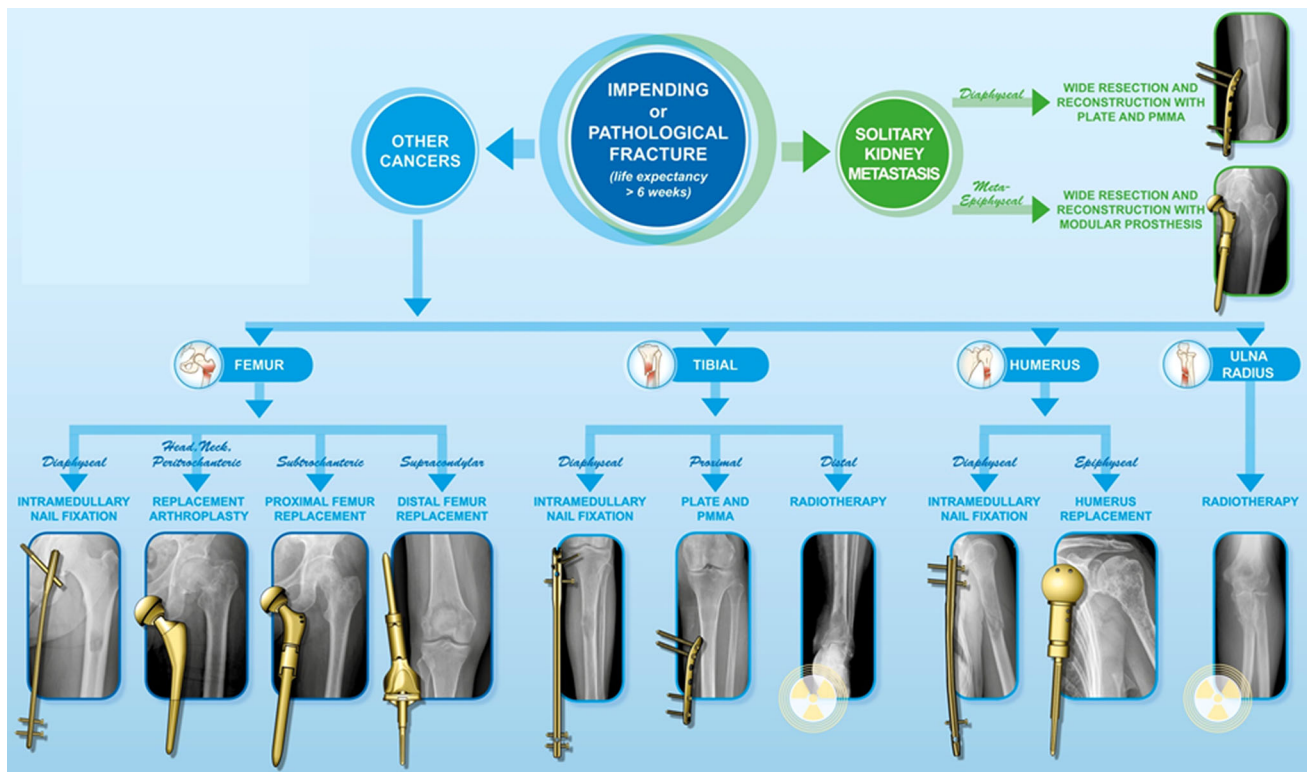 IMPENDING
or
PATHOLOGICAL
FRACTURE
(life expectancy
> 6 weeks)
OTHER
CANCERS
SOLITARY
KIDNEY
METASTASIS
Diaphyseal
WIDE RESECTION AND
RECONSTRUCTION WITH
PLATE AND PMMA
Meta-
Epiphyseal
WIDE RESECTION AND
RECONSTRUCTION WITH
MODULAR PROSTHESIS
FEMUR
TIBIAL
HUMERUS
ULNA
RADIUS
Diaphyseal
INTRAMEDULLARY
NAIL FIXATION
Head, Neck,
Peritrochanteric
REPLACEMENT
ARTHROPLASTY
Subtrochanteric
PROXIMAL FEMUR
REPLACEMENT
Supracondylar
DISTAL FEMUR
REPLACEMENT
Diaphyseal
INTRAMEDULLARY
NAIL FIXATION
Proximal
PLATE AND
PMMA
Distal
RADIOTHERAPY
Diaphyseal
INTRAMEDULLARY
NAIL FIXATION
Epiphyseal
HUMERUS
REPLACEMENT
RADIOTHERAPY